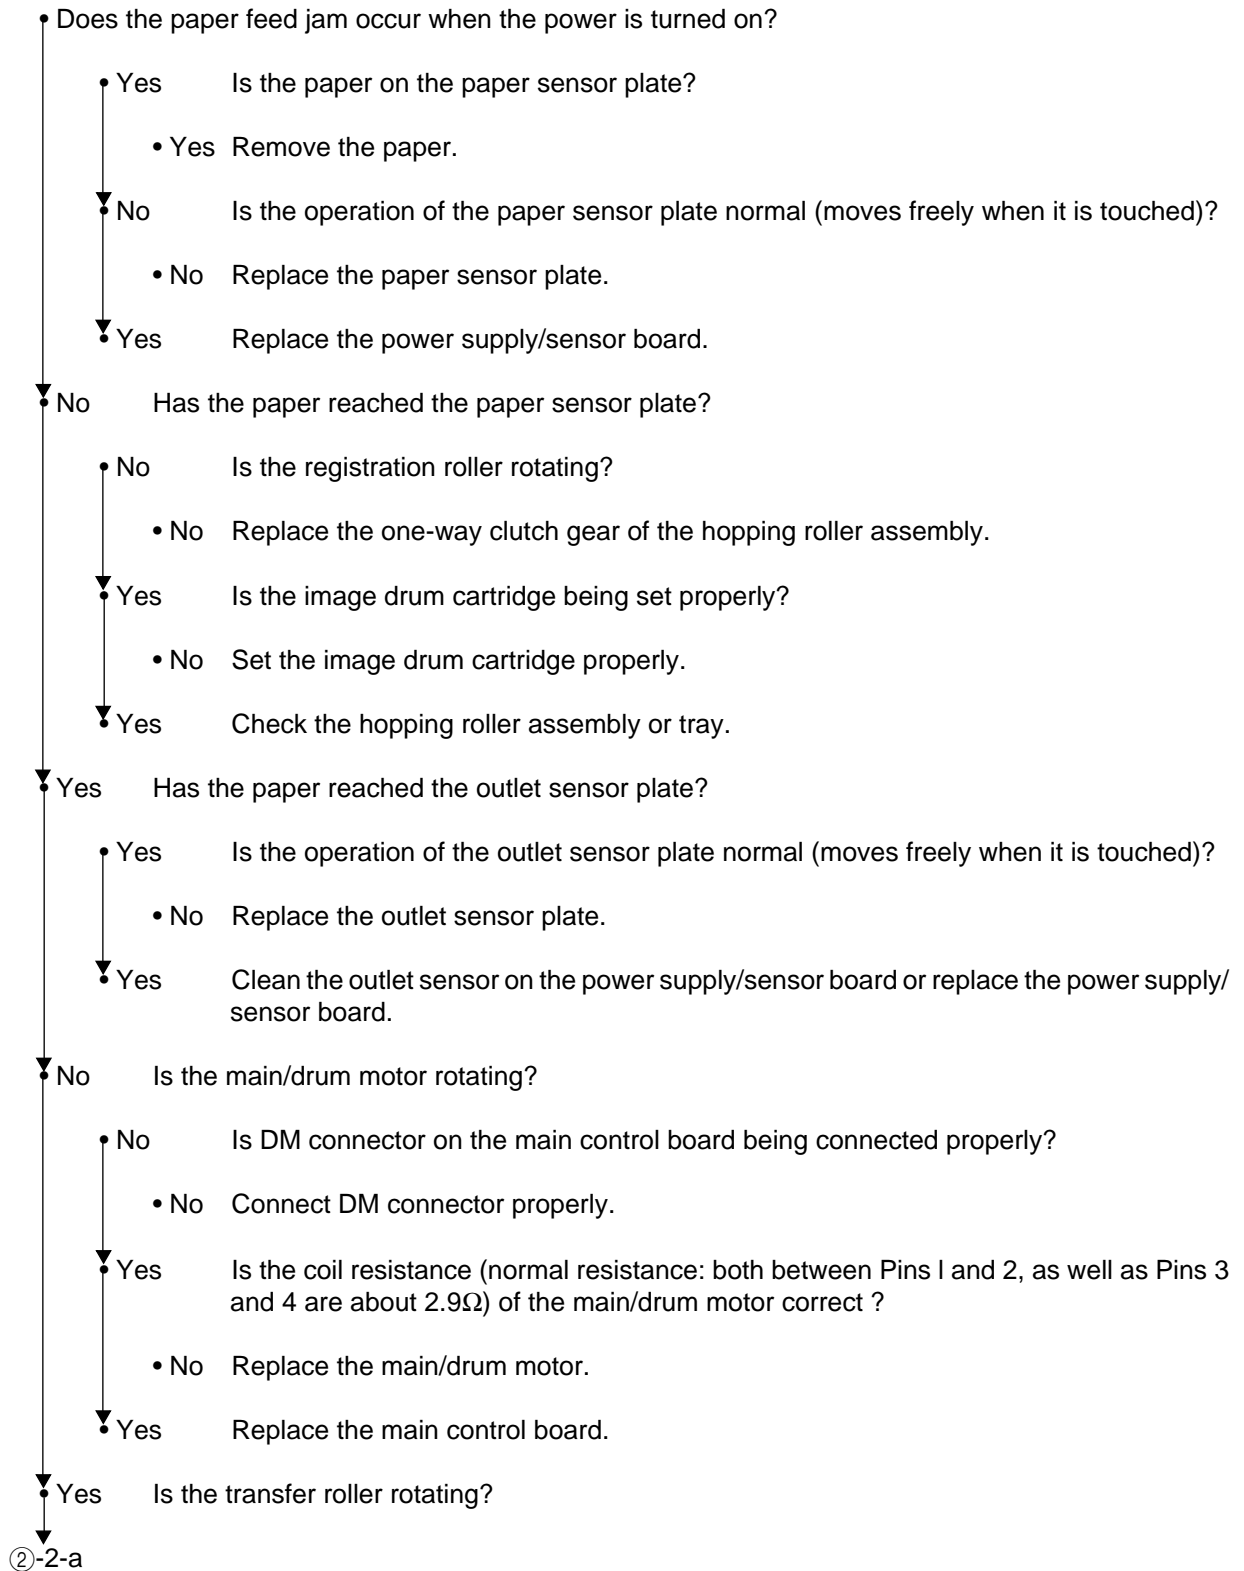 • Does the paper feed jam occur when the power is turned on?
• Yes Is the paper on the paper sensor plate?
• Yes Remove the paper.
• No Is the operation of the paper sensor plate normal (moves freely when it is touched)?
• No Replace the paper sensor plate.
• Yes Replace the power supply/sensor board.
• No Has the paper reached the paper sensor plate?
• No Is the registration roller rotating?
• No Replace the one-way clutch gear of the hopping roller assembly.
• Yes Is the image drum cartridge being set properly?
• No Set the image drum cartridge properly.
• Yes Check the hopping roller assembly or tray.
• Yes Has the paper reached the outlet sensor plate?
• Yes Is the operation of the outlet sensor plate normal (moves freely when it is touched)?
• No Replace the outlet sensor plate.
• Yes Clean the outlet sensor on the power supply/sensor board or replace the power supply/
sensor board.
• No Is the main/drum motor rotating?
• No Is DM connector on the main control board being connected properly?
• No Connect DM connector properly.
• Yes Is the coil resistance (normal resistance: both between Pins l and 2, as well as Pins 3
and 4 are about 2.9Ω) of the main/drum motor correct ?
• No Replace the main/drum motor.
• Yes Replace the main control board.
• Yes Is the transfer roller rotating?
②-2-a